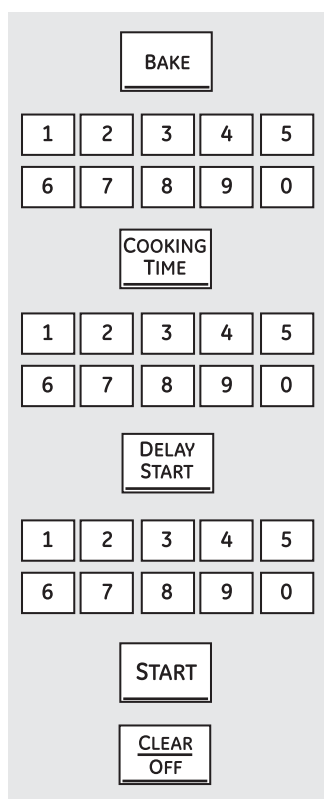 BAKE
1 2 3 4 5
6 7 8 9 0
COOKING
TIME
1 2 3 4 5
6 7 8 9 0
DELAY
START
1 2 3 4 5
6 7 8 9 0
START
CLEAR
OFF